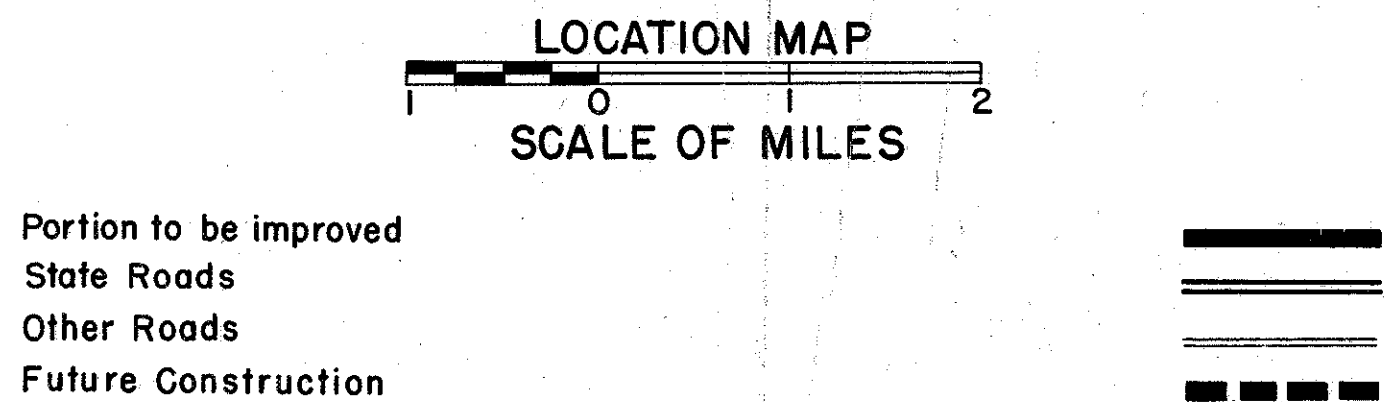 LOCATION MAP
1 0 1 2
SCALE OF MILES
Portion to be improved
State Roads
Other Roads
Future Construction